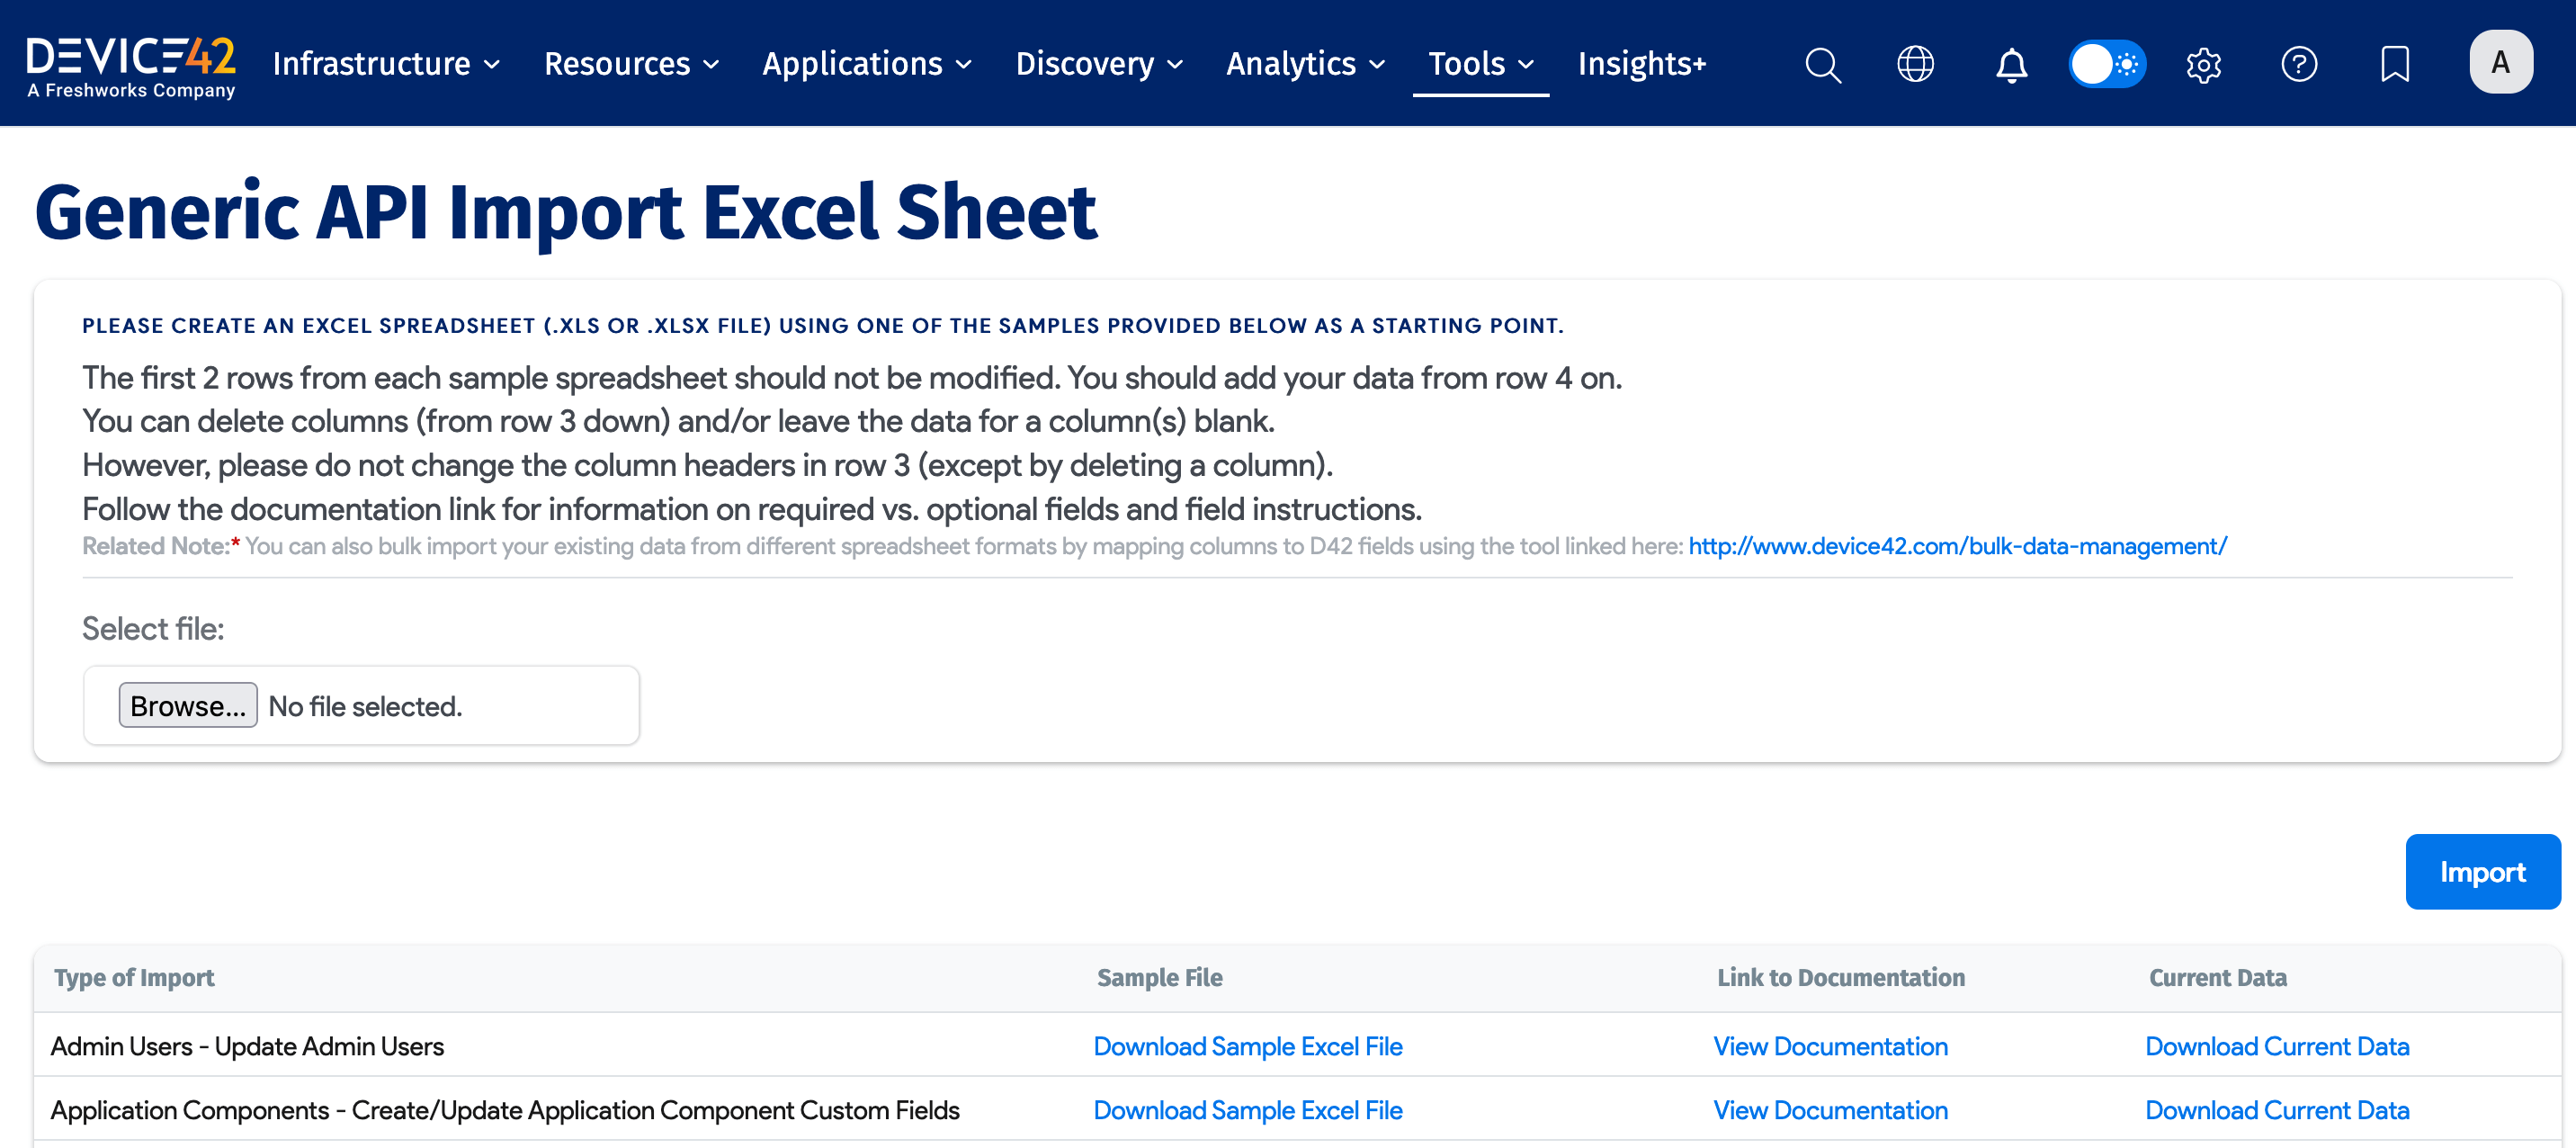 DEVICE42
A Freshworks Company
Infrastructure Resources Applications Discovery Analytics Tools Insights+ A
Generic API Import Excel Sheet
PLEASE CREATE AN EXCEL SPREADSHEET (.XLS OR .XLSX FILE) USING ONE OF THE SAMPLES PROVIDED BELOW AS A STARTING POINT.
The first 2 rows from each sample spreadsheet should not be modified. You should add your data from row 4 on.
You can delete columns (from row 3 down) and/or leave the data for a column(s) blank.
However, please do not change the column headers in row 3 (except by deleting a column).
Follow the documentation link for information on required vs. optional fields and field instructions.
Related Note:* You can also bulk import your existing data from different spreadsheet formats by mapping columns to D42 fields using the tool linked here: http://www.device42.com/bulk-data-management/
Select file:
Browse... No file selected.
Import
Type of Import Sample File Link to Documentation Current Data
Admin Users - Update Admin Users Download Sample Excel File View Documentation Download Current Data
Application Components - Create/Update Application Component Custom Fields Download Sample Excel File View Documentation Download Current Data